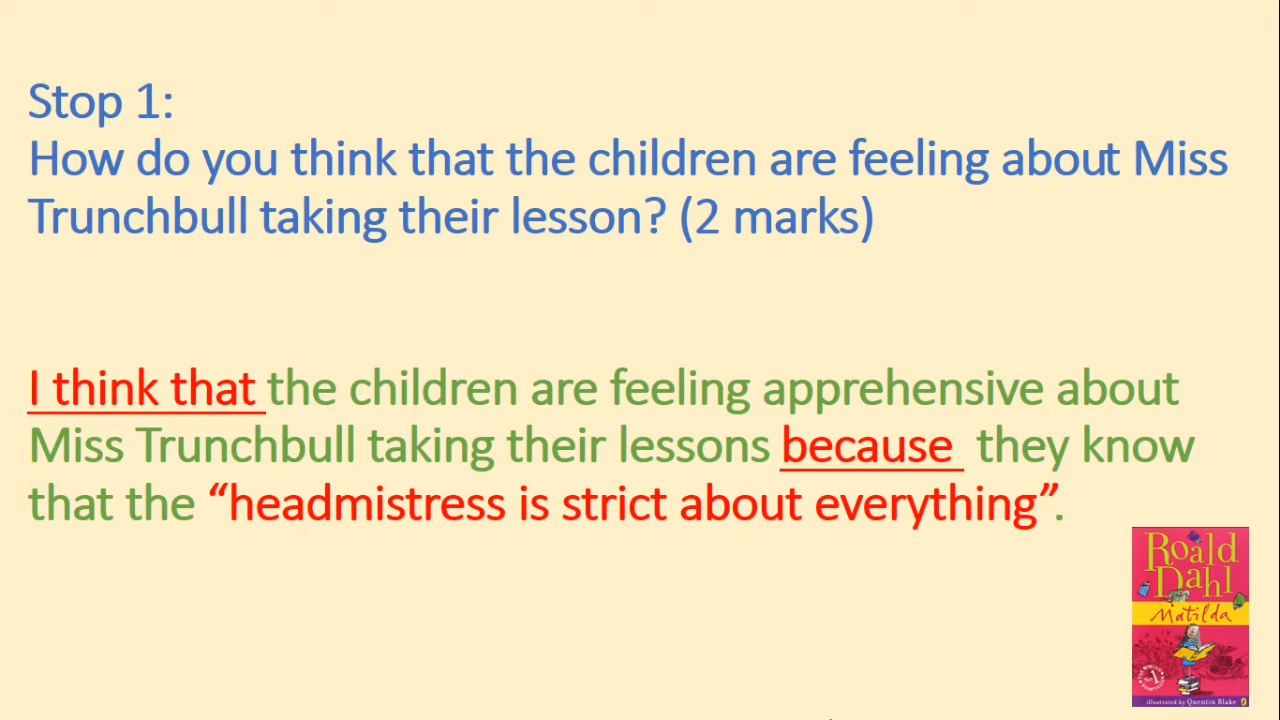 Stop 1:
How do you think that the children are feeling about Miss
Trunchbull taking their lesson? (2 marks)
I think that the children are feeling apprehensive about
Miss Trunchbull taking their lessons because they know
that the “headmistress is strict about everything”.
Roald
Dahl
Matilda
illustrated by Quentin Blake